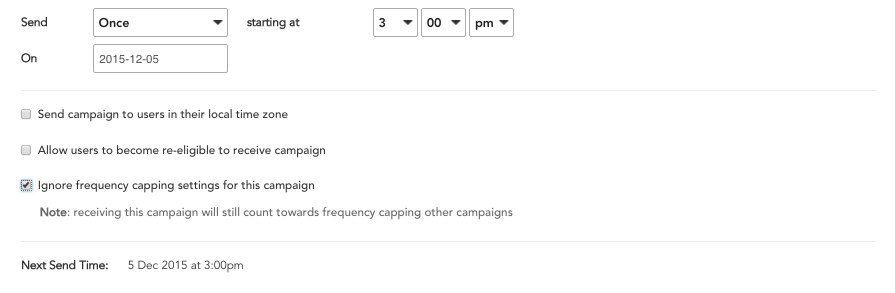 Send Once starting at 3 00 pm
On 2015-12-05
Send campaign to users in their local time zone
Allow users to become re-eligible to receive campaign
Ignore frequency capping settings for this campaign
Note: receiving this campaign will still count towards frequency capping other campaigns
Next Send Time: 5 Dec 2015 at 3:00pm